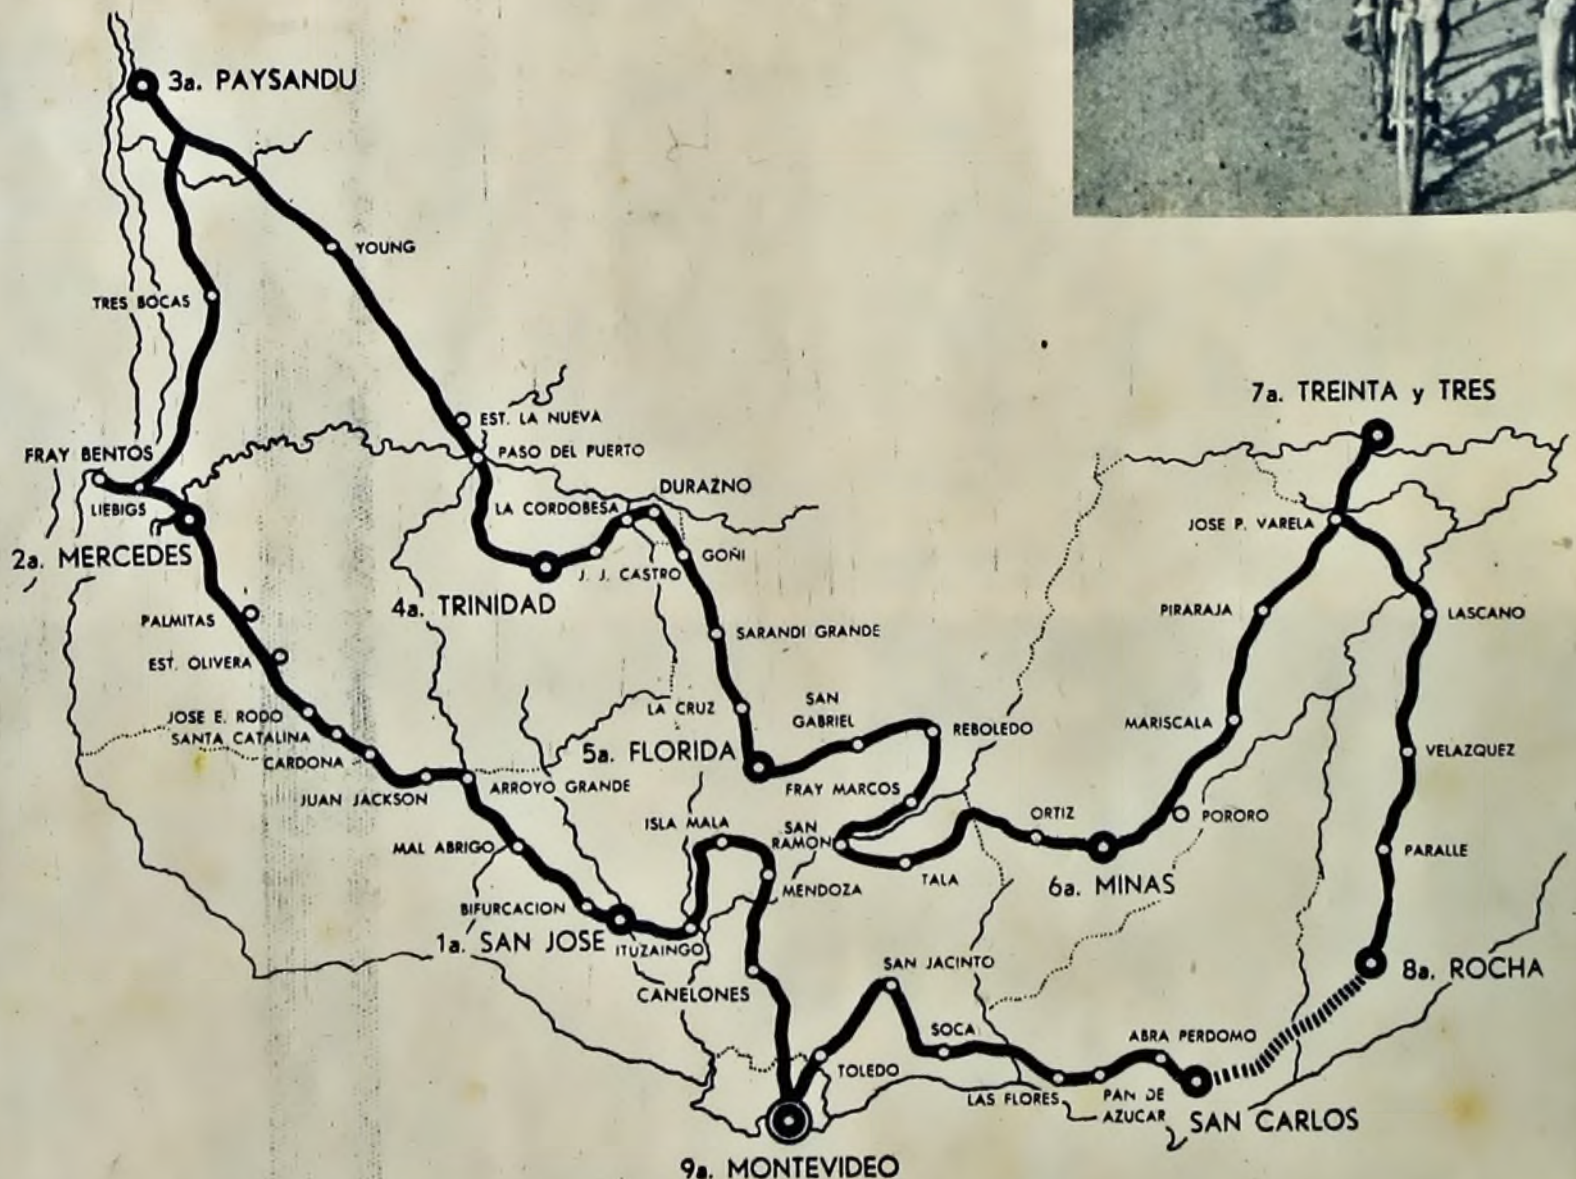 3a. PAYSANDU
YOUNG
TRES BOCAS
7a. TREINTA y TRES
EST. LA NUEVA
PASO DEL PUERTO
FRAY BENTOS
DURAZNO
LA CORDOBESA
LIEBIGS
JOSE P. VARELA
2a. MERCEDES
GOÑI
J. J. CASTRO
4a. TRINIDAD
PIRARAJA
LASCANO
PALMITAS
SARANDI GRANDE
EST. OLIVERA
SAN
GABRIEL
LA CRUZ
JOSE E. RODO
SANTA CATALINA
REBOLEDO
MARISCALA
5a. FLORIDA
VELAZQUEZ
CARDONA
ARROYO GRANDE
FRAY MARCOS
JUAN JACKSON
ORTIZ
PORORO
ISLA MALA
SAN
RAMON
MAL ABRIGO
PARALLE
TALA
6a. MINAS
MENDOZA
BIFURCACION
1a. SAN JOSE
ITUZAINGO
SAN JACINTO
8a. ROCHA
CANELONES
SOCA
ABRA PERDOMO
TOLEDO
LAS FLORES
PAN DE
AZUCAR
SAN CARLOS
9a. MONTEVIDEO